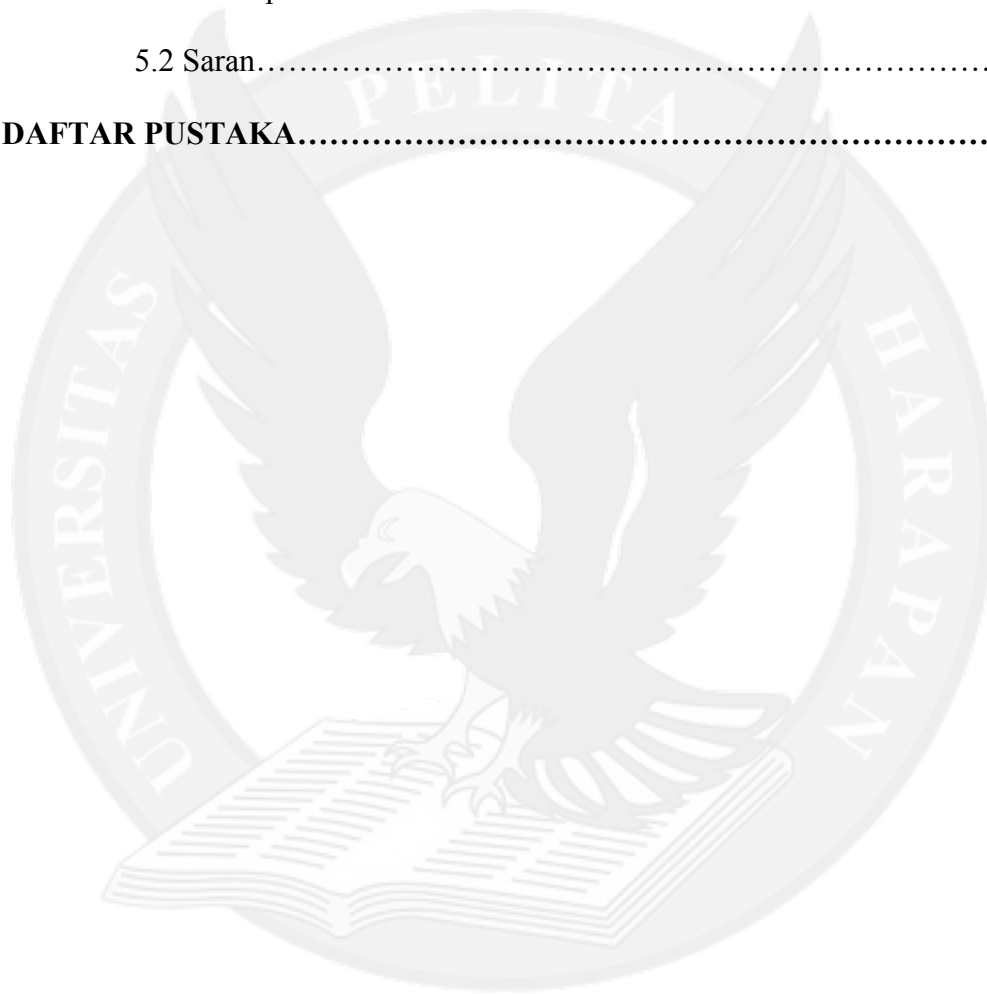 5.2 Saran……………………………………………………………
DAFTAR PUSTAKA……………………………………………………………
UNIVERSITAS PELITA HARAPAN